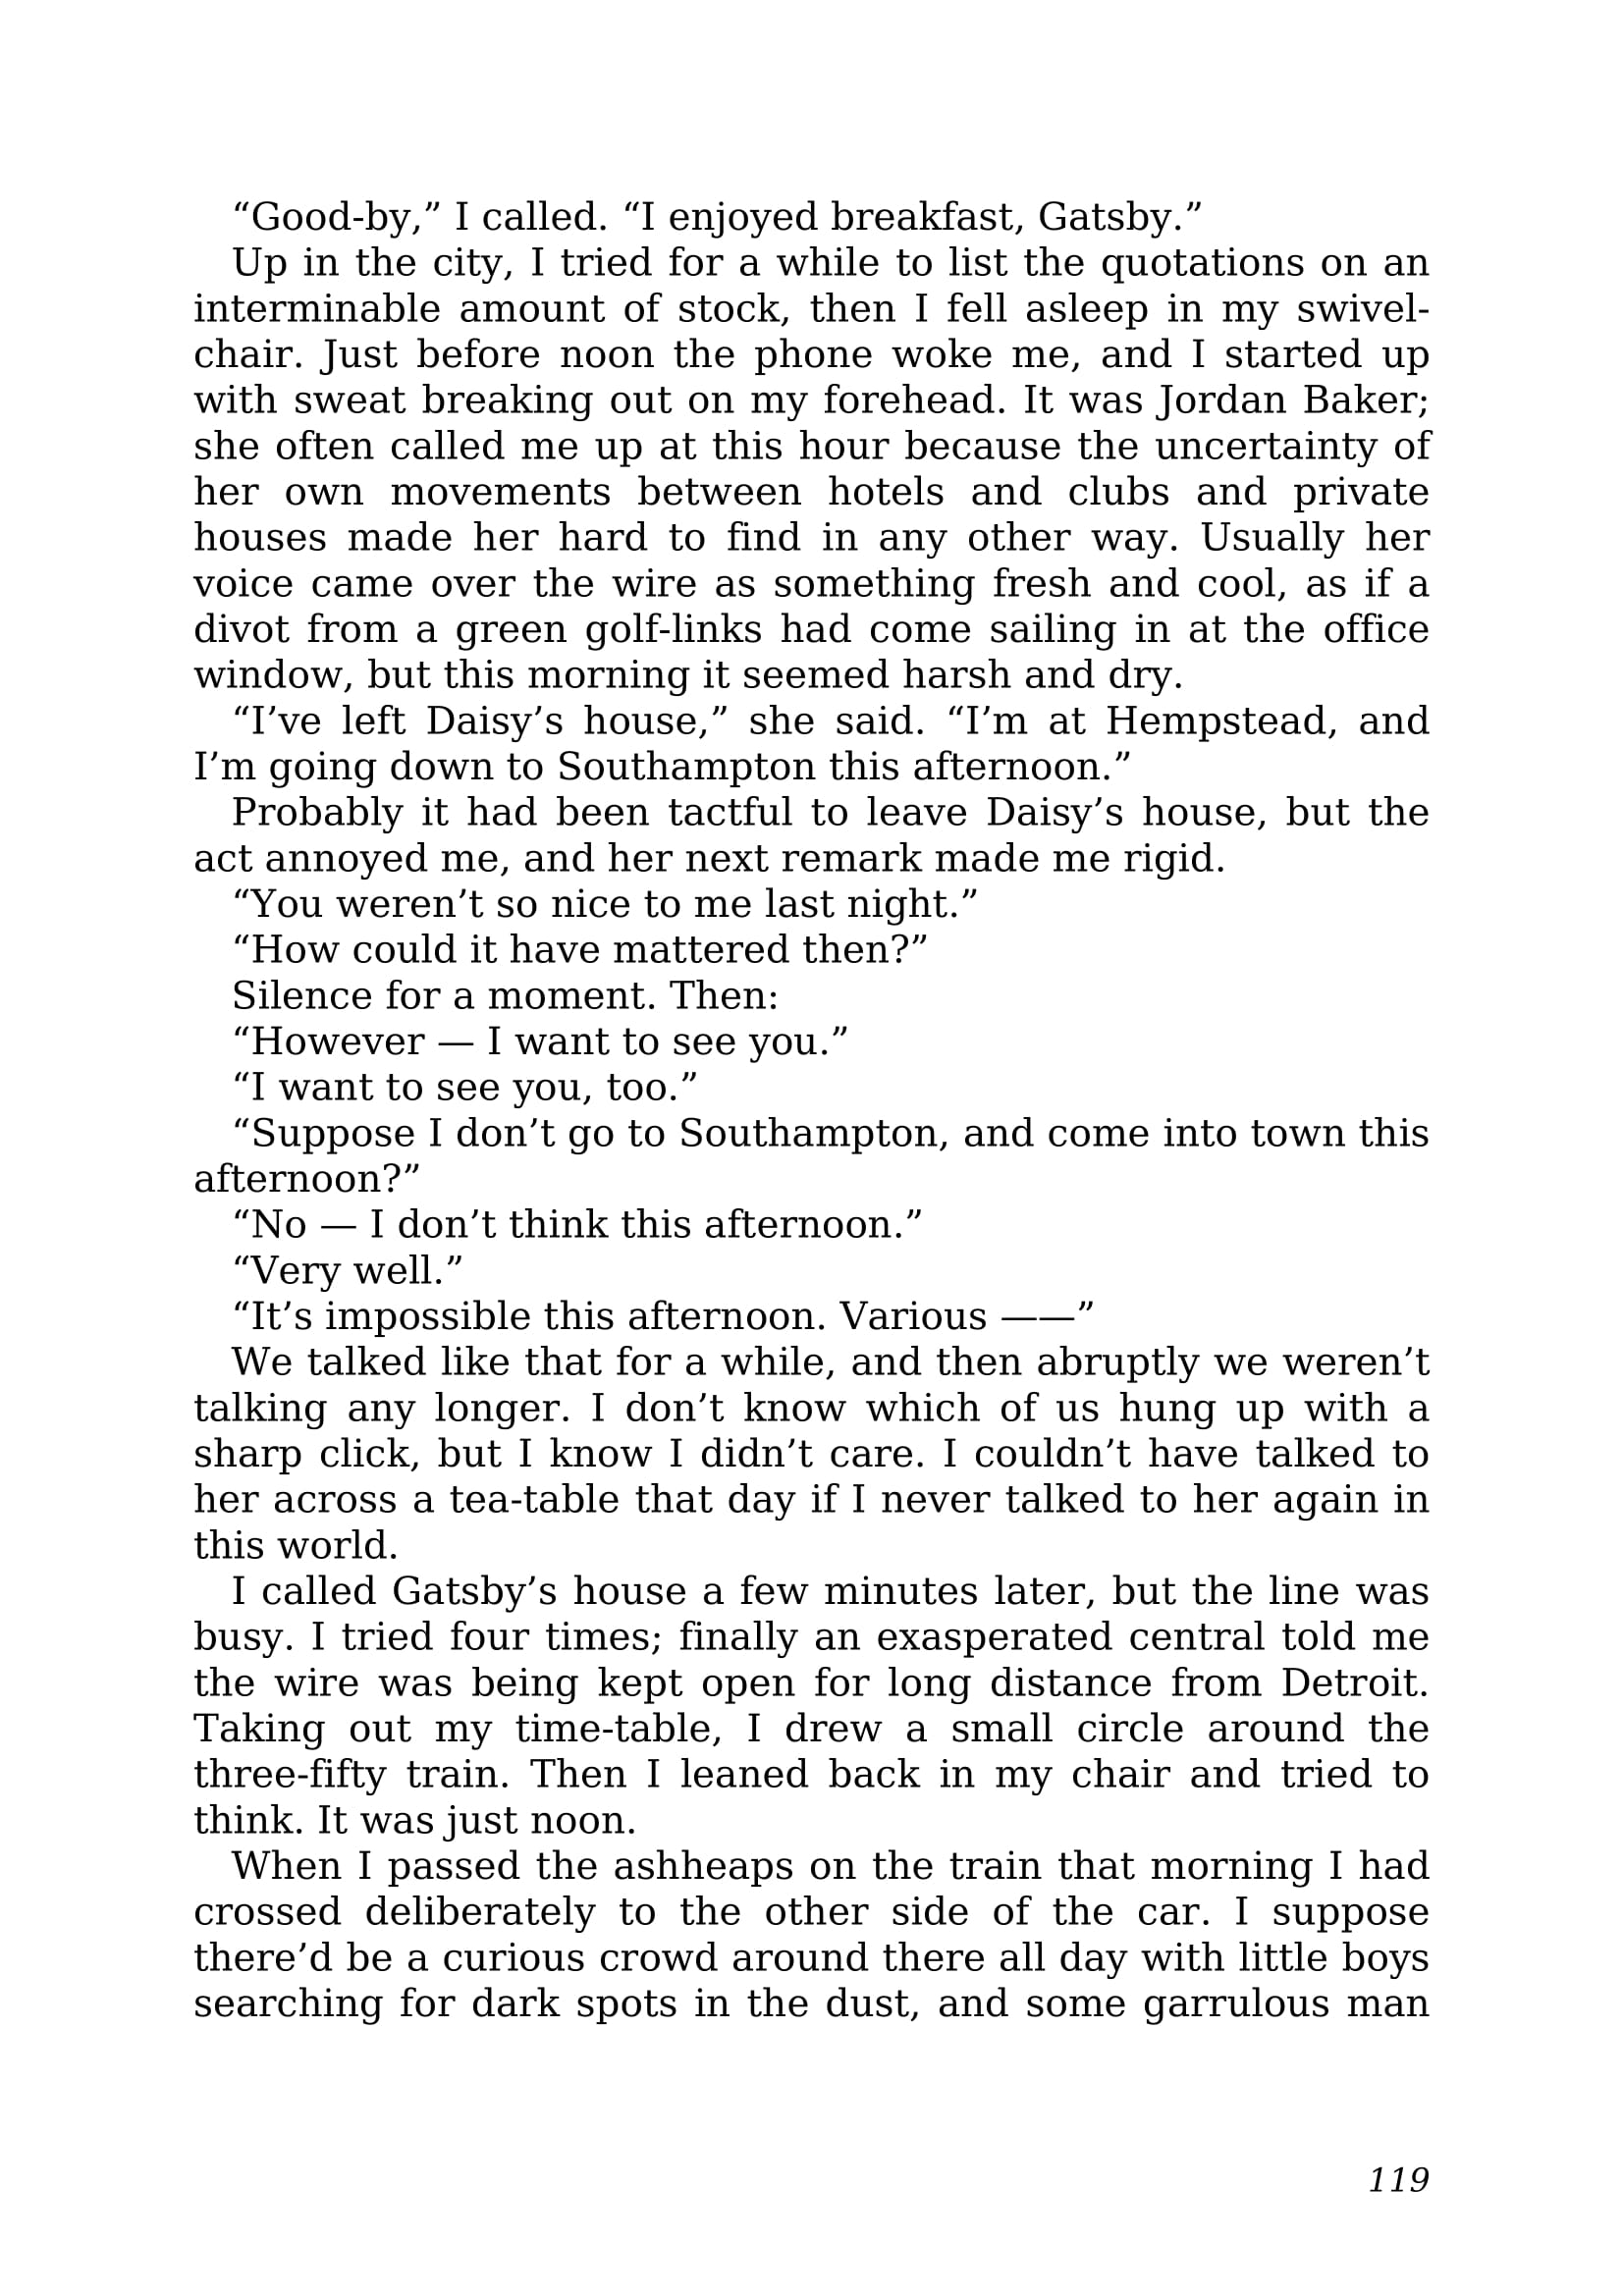 “Good-by,” I called. “I enjoyed breakfast, Gatsby.”
Up in the city, I tried for a while to list the quotations on an
interminable amount of stock, then I fell asleep in my swivel-
chair. Just before noon the phone woke me, and I started up
with sweat breaking out on my forehead. It was Jordan Baker;
she often called me up at this hour because the uncertainty of
her own movements between hotels and clubs and private
houses made her hard to find in any other way. Usually her
voice came over the wire as something fresh and cool, as if a
divot from a green golf-links had come sailing in at the office
window, but this morning it seemed harsh and dry.
“I’ve left Daisy’s house,” she said. “I’m at Hempstead, and
I’m going down to Southampton this afternoon.”
Probably it had been tactful to leave Daisy’s house, but the
act annoyed me, and her next remark made me rigid.
“You weren’t so nice to me last night.”
“How could it have mattered then?”
Silence for a moment. Then:
“However — I want to see you.”
“I want to see you, too.”
“Suppose I don’t go to Southampton, and come into town this
afternoon?”
“No — I don’t think this afternoon.”
“Very well.”
“It’s impossible this afternoon. Various ——”
We talked like that for a while, and then abruptly we weren’t
talking any longer. I don’t know which of us hung up with a
sharp click, but I know I didn’t care. I couldn’t have talked to
her across a tea-table that day if I never talked to her again in
this world.
I called Gatsby’s house a few minutes later, but the line was
busy. I tried four times; finally an exasperated central told me
the wire was being kept open for long distance from Detroit.
Taking out my time-table, I drew a small circle around the
three-fifty train. Then I leaned back in my chair and tried to
think. It was just noon.
When I passed the ashheaps on the train that morning I had
crossed deliberately to the other side of the car. I suppose
there’d be a curious crowd around there all day with little boys
searching for dark spots in the dust, and some garrulous man
119